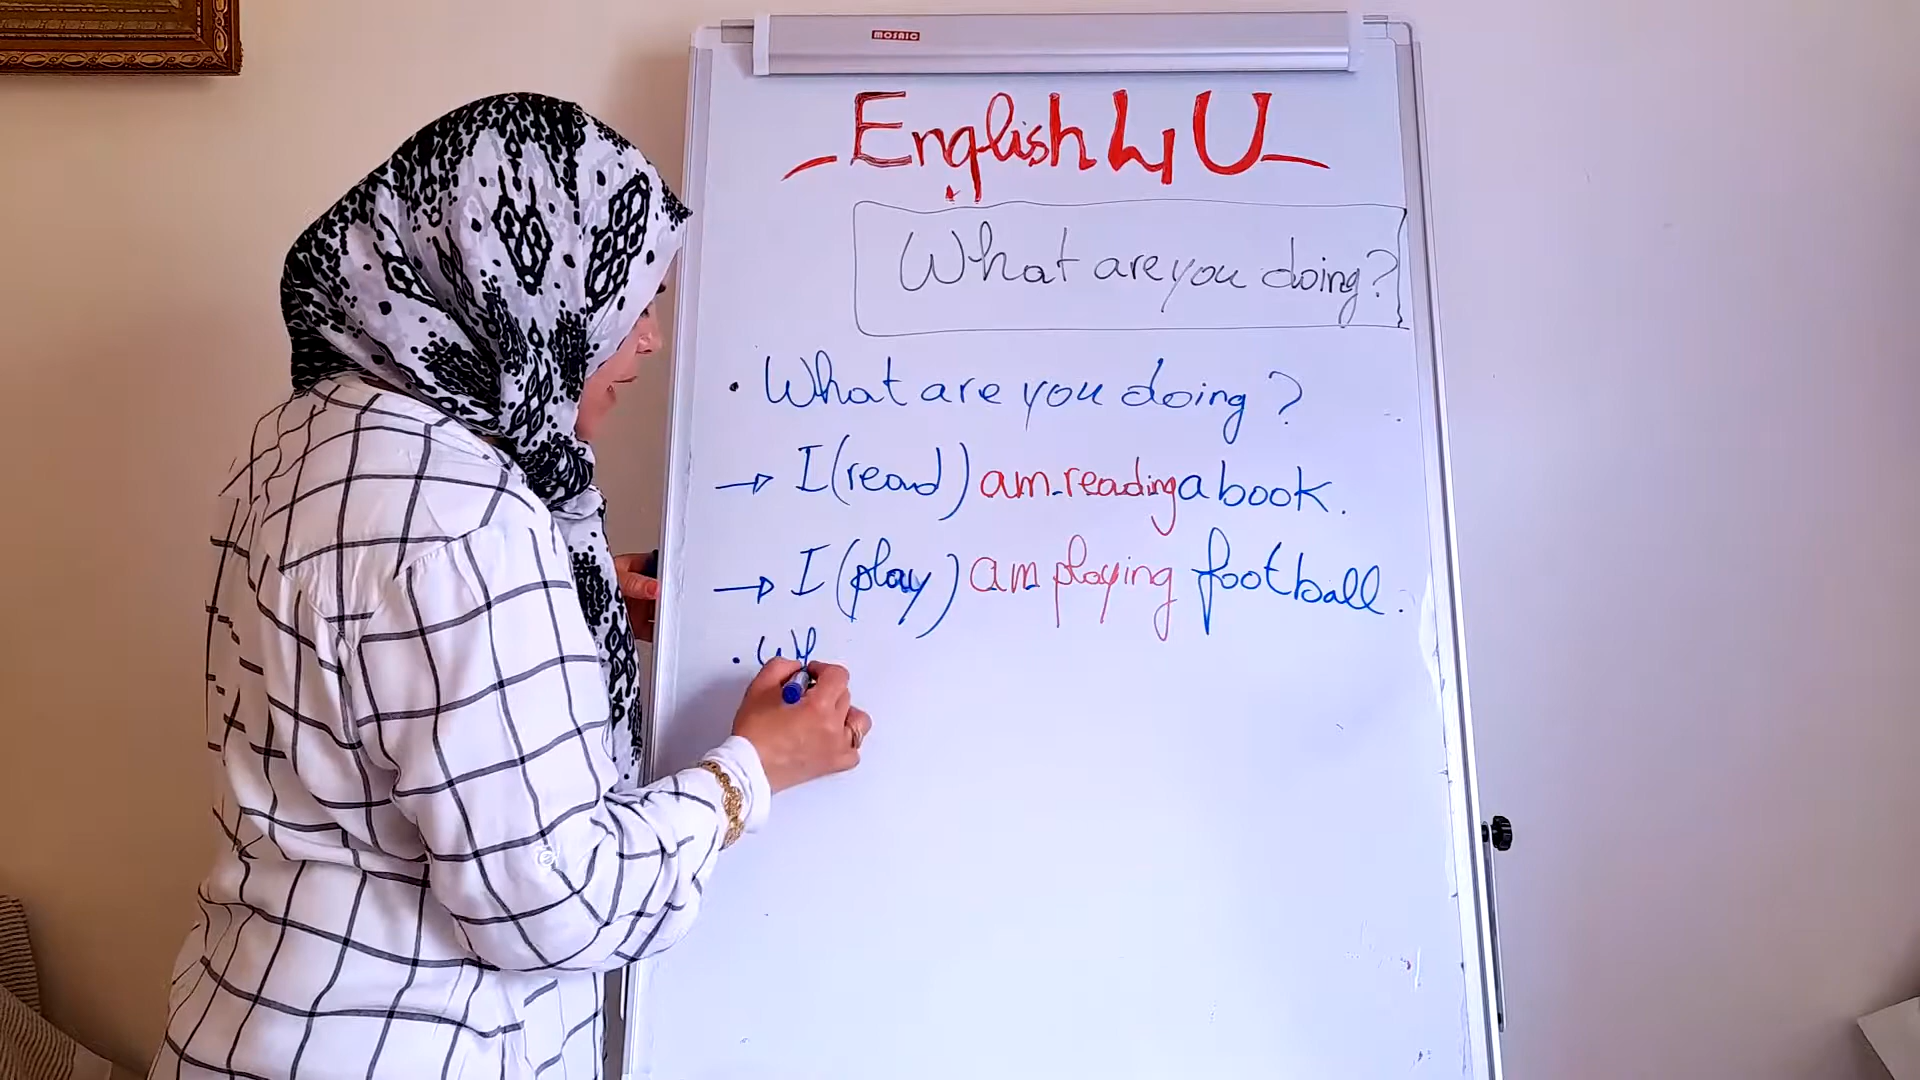 MOSAIC
English 4 U
What are you doing?
• What are you doing ?
→ I (read) am reading a book.
→ I (play) am playing football.
• Wh